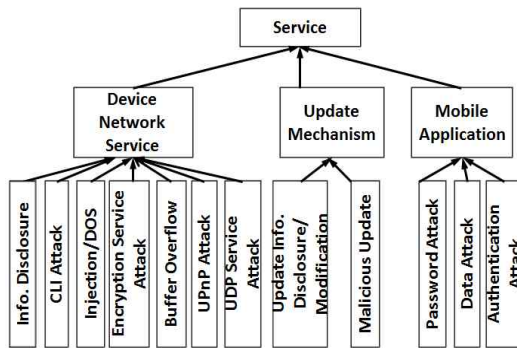 Service
Device
Network
Service
Update
Mechanism
Mobile
Application
Info. Disclosure
CLI Attack
Injection/DOS
Encryption Service
Attack
Buffer Overflow
UPnP Attack
UDP Service
Attack
Update Info.
Disclosure/
Modification
Malicious Update
Password Attack
Data Attack
Authentication
Attack